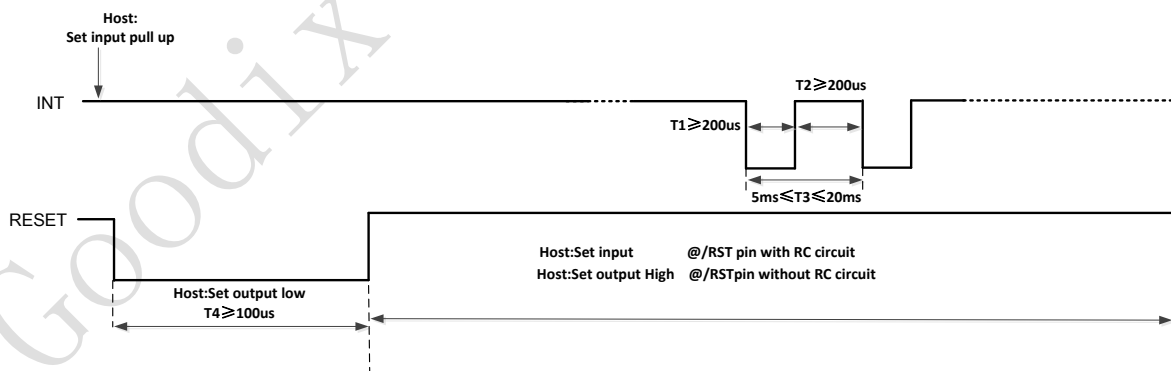 Host:
Set input pull up
INT
T2≥200us
T1≥200us
5ms≤T3≤20ms
RESET
Host:Set input @/RST pin with RC circuit
Host:Set output High @/RSTpin without RC circuit
Host:Set output low
T4≥100us
Goodix